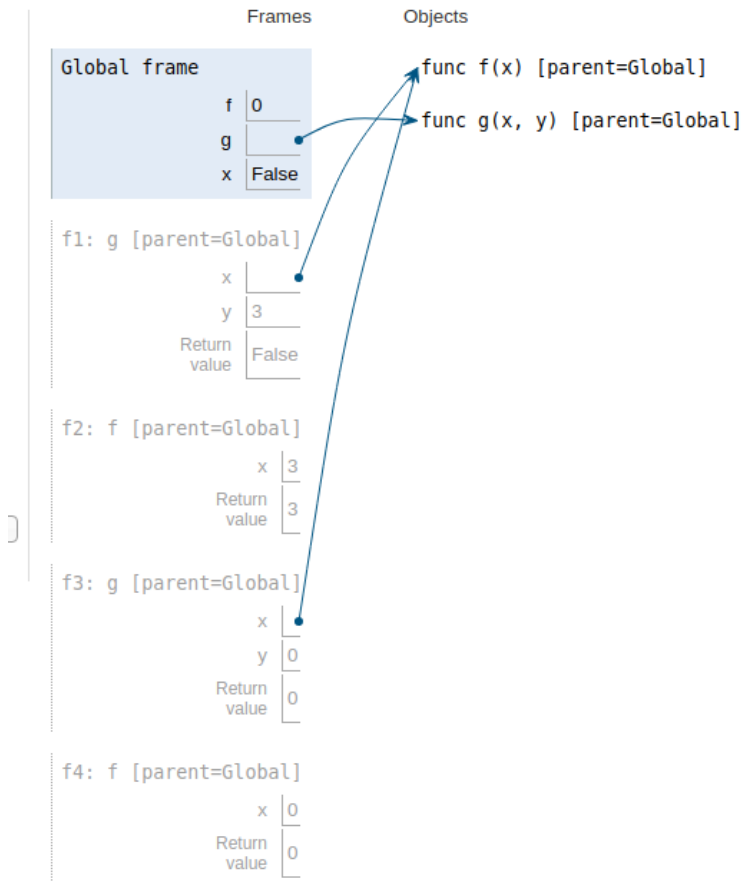 Frames Objects
Global frame func f(x) [parent=Global]
f 0
func g(x, y) [parent=Global]
g
x False
f1: g [parent=Global]
x
y 3
Return
value False
f2: f [parent=Global]
x 3
Return
value 3
f3: g [parent=Global]
x
y 0
Return
value 0
f4: f [parent=Global]
x 0
Return
value 0